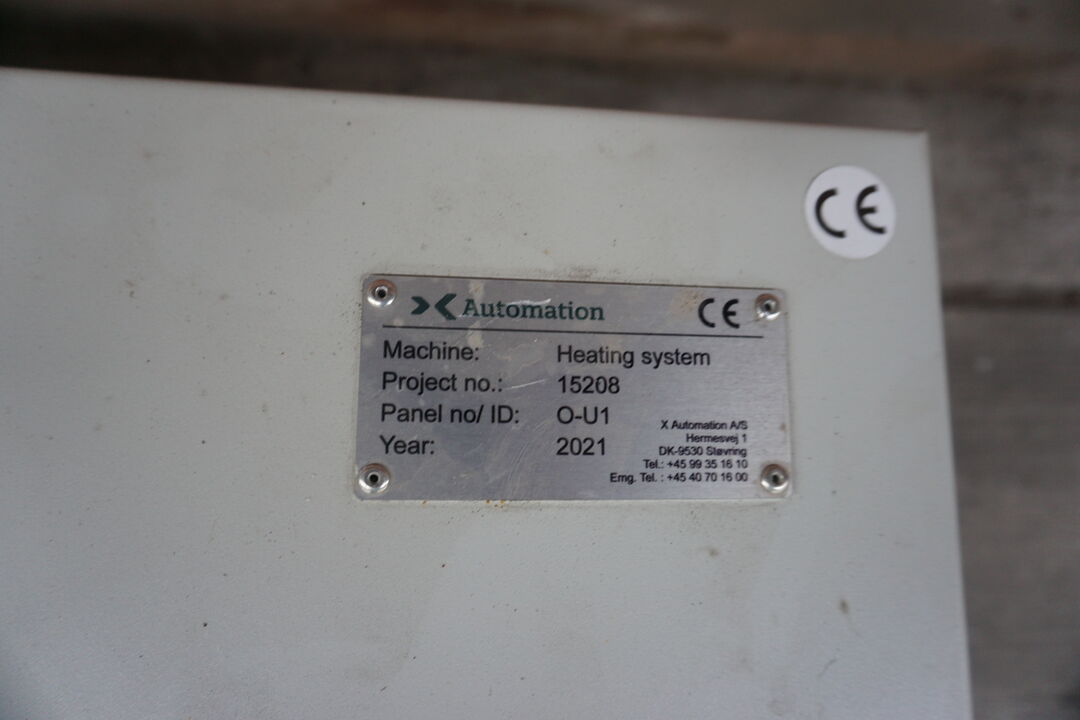 X Automation CE
Machine: Heating system
Project no.: 15208
Panel no/ ID: O-U1
Year: 2021
X Automation A/S
Hermesvej 1
DK-9530 Støvring
Tel.: +45 99 35 16 10
Emg. Tel. : +45 40 70 16 00
CE